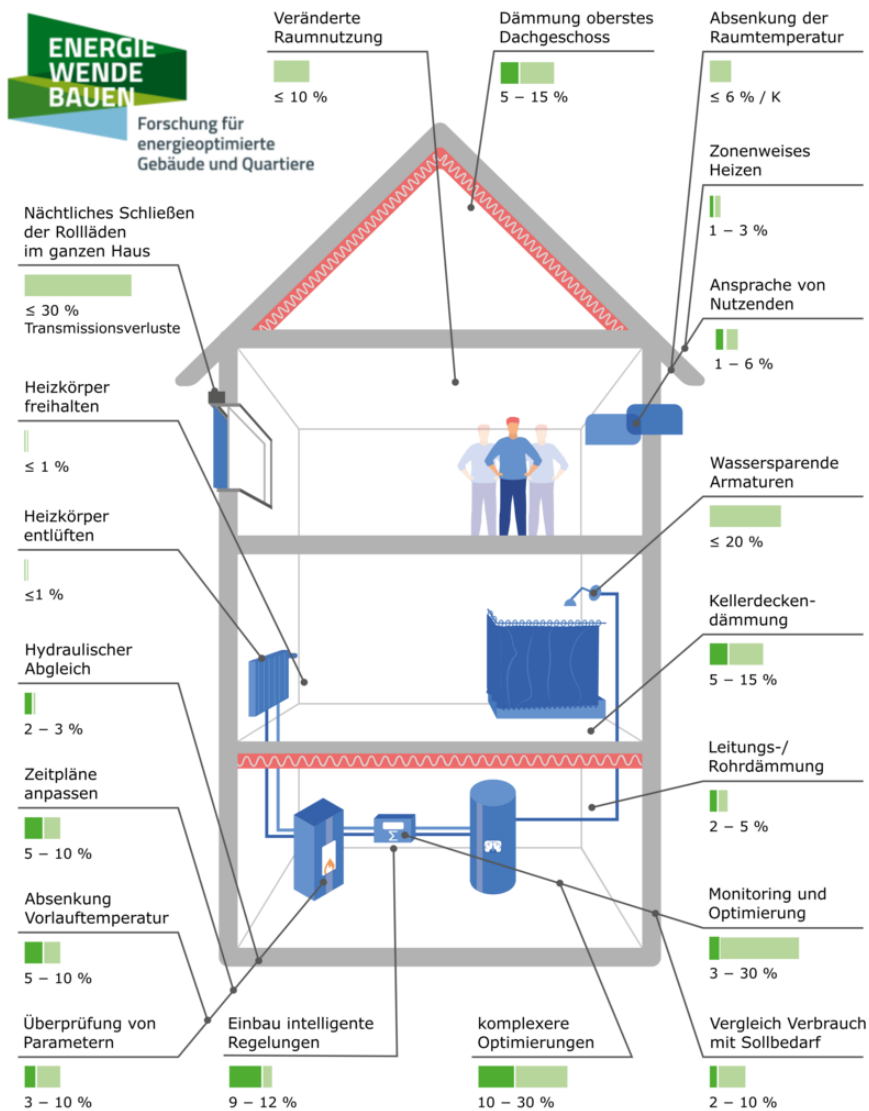 ENERGIE
WENDE
BAUEN
Forschung für
energieoptimierte
Gebäude und Quartiere
Veränderte
Raumnutzung
≤ 10 %
Dämmung oberstes
Dachgeschoss
5 – 15 %
Absenkung der
Raumtemperatur
≤ 6 % / K
Zonenweises
Heizen
1 – 3 %
Ansprache von
Nutzenden
1 – 6 %
Nächtliches Schließen
der Rollläden
im ganzen Haus
≤ 30 %
Transmissionsverluste
Heizkörper
freihalten
≤ 1 %
Heizkörper
entlüften
≤1 %
Hydraulischer
Abgleich
2 – 3 %
Zeitpläne
anpassen
5 – 10 %
Absenkung
Vorlauftemperatur
5 – 10 %
Überprüfung von
Parametern
3 – 10 %
Wassersparende
Armaturen
≤ 20 %
Kellerdecken-
dämmung
5 – 15 %
Leitungs-/
Rohrdämmung
2 – 5 %
Monitoring und
Optimierung
3 – 30 %
Σ
Einbau intelligente
Regelungen
9 – 12 %
komplexere
Optimierungen
10 – 30 %
Vergleich Verbrauch
mit Sollbedarf
2 – 10 %